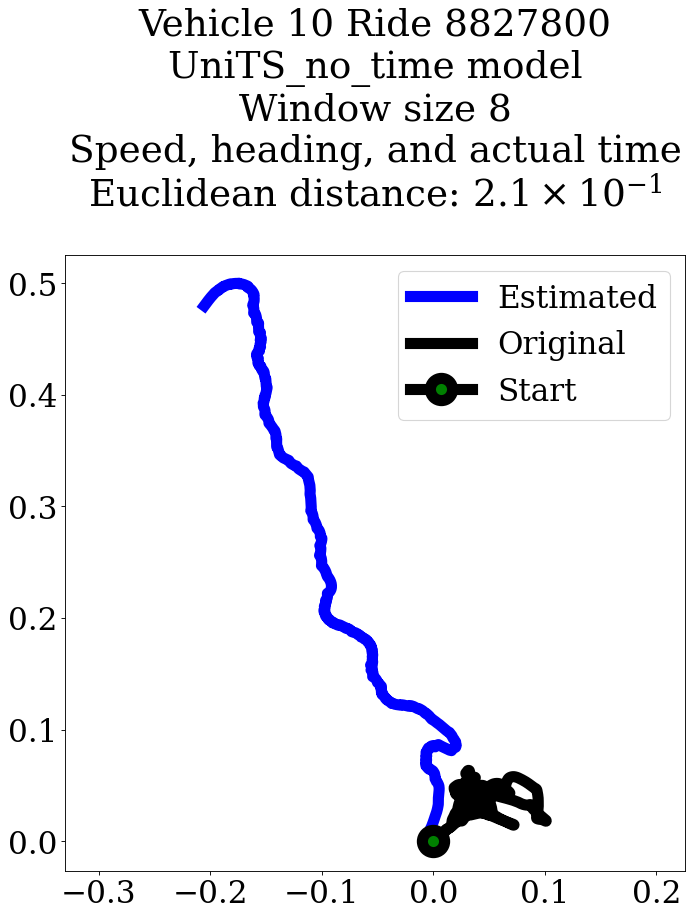 Vehicle 10 Ride 8827800
UniTS_no_time model
Window size 8
Speed, heading, and actual time
Euclidean distance: 2.1 × 10⁻¹
Estimated
Original
Start
0.5
0.4
0.3
0.2
0.1
0.0
−0.3 −0.2 −0.1 0.0 0.1 0.2